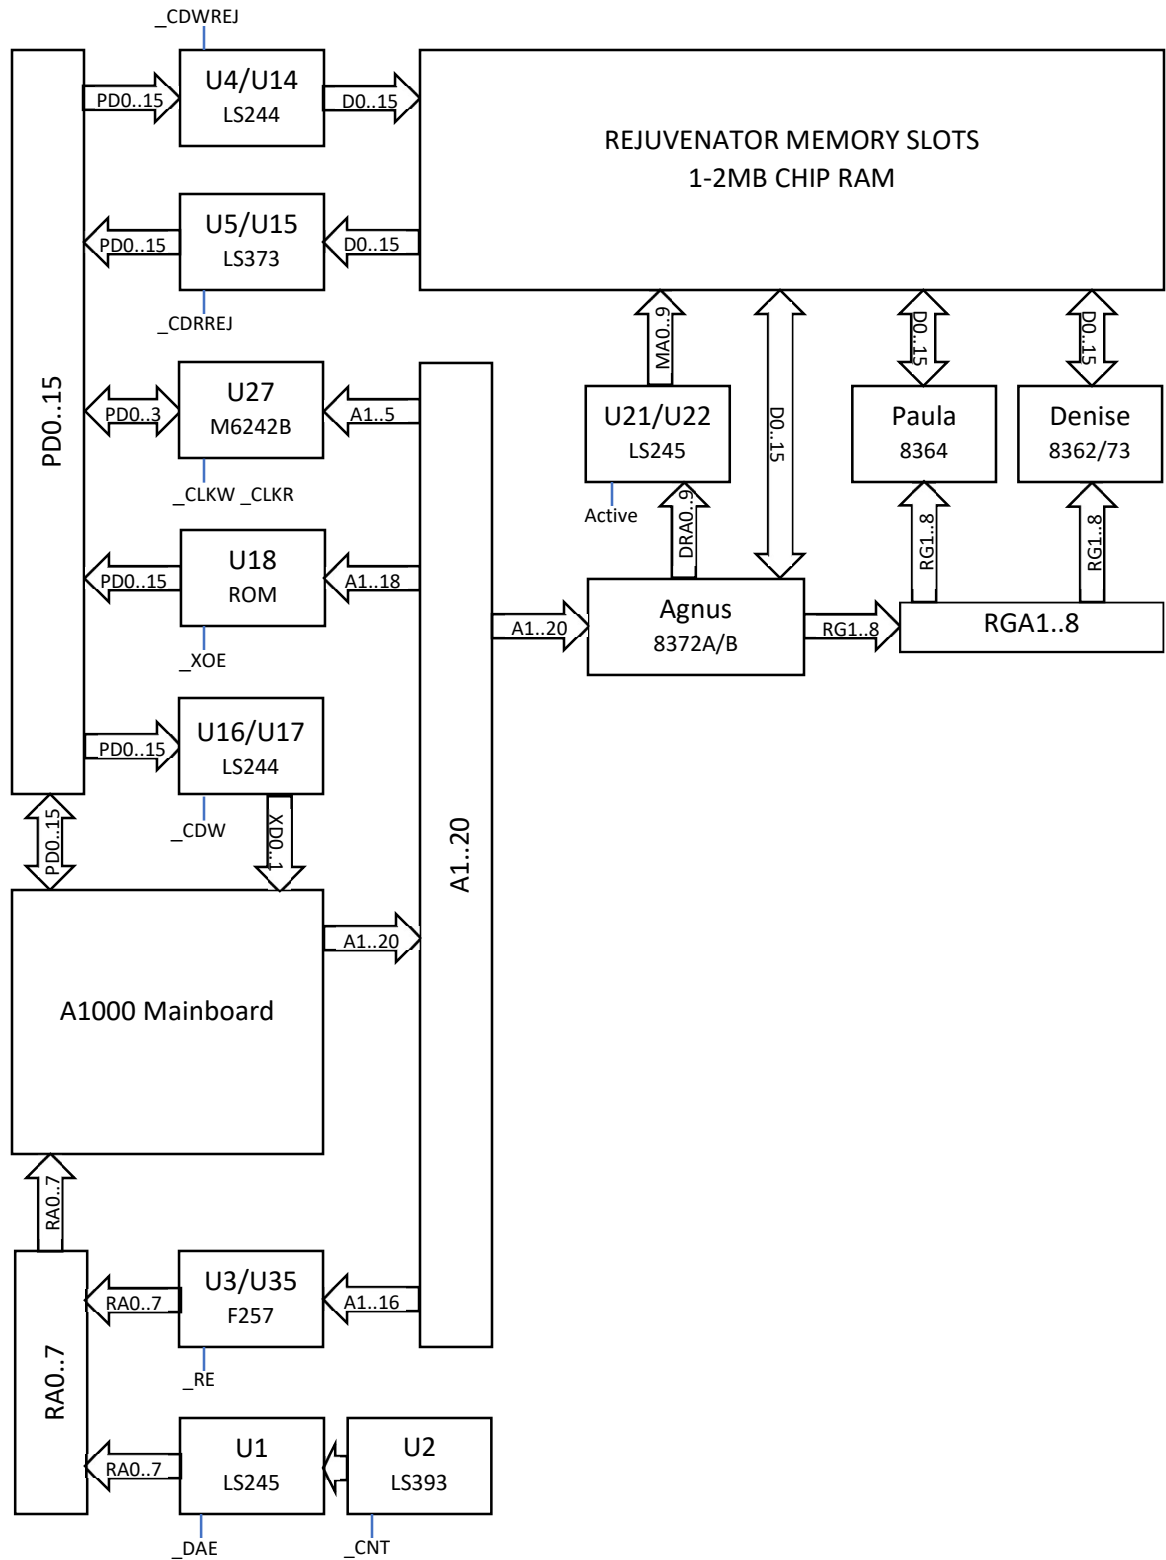 _CDWREJ
U4/U14
LS244
PD0..15
D0..15
REJUVENATOR MEMORY SLOTS
1-2MB CHIP RAM
U5/U15
LS373
PD0..15
D0..15
_CDRREJ
MA0..9
D0..15
D0..15
D0..15
PD0..15
U27
M6242B
PD0..3
A1..5
_CLKW _CLKR
U21/U22
LS245
Active
Paula
8364
Denise
8362/73
DRA0..9
RG1..8
RG1..8
U18
ROM
PD0..15
A1..18
_XOE
A1..20
Agnus
8372A/B
RG1..8
RGA1..8
U16/U17
LS244
PD0..15
_CDW
XD0..1
PD0..15
A1..20
A1..20
A1000 Mainboard
RA0..7
U3/U35
F257
RA0..7
A1..16
_RE
RA0..7
U1
LS245
RA0..7
U2
LS393
_DAE
_CNT